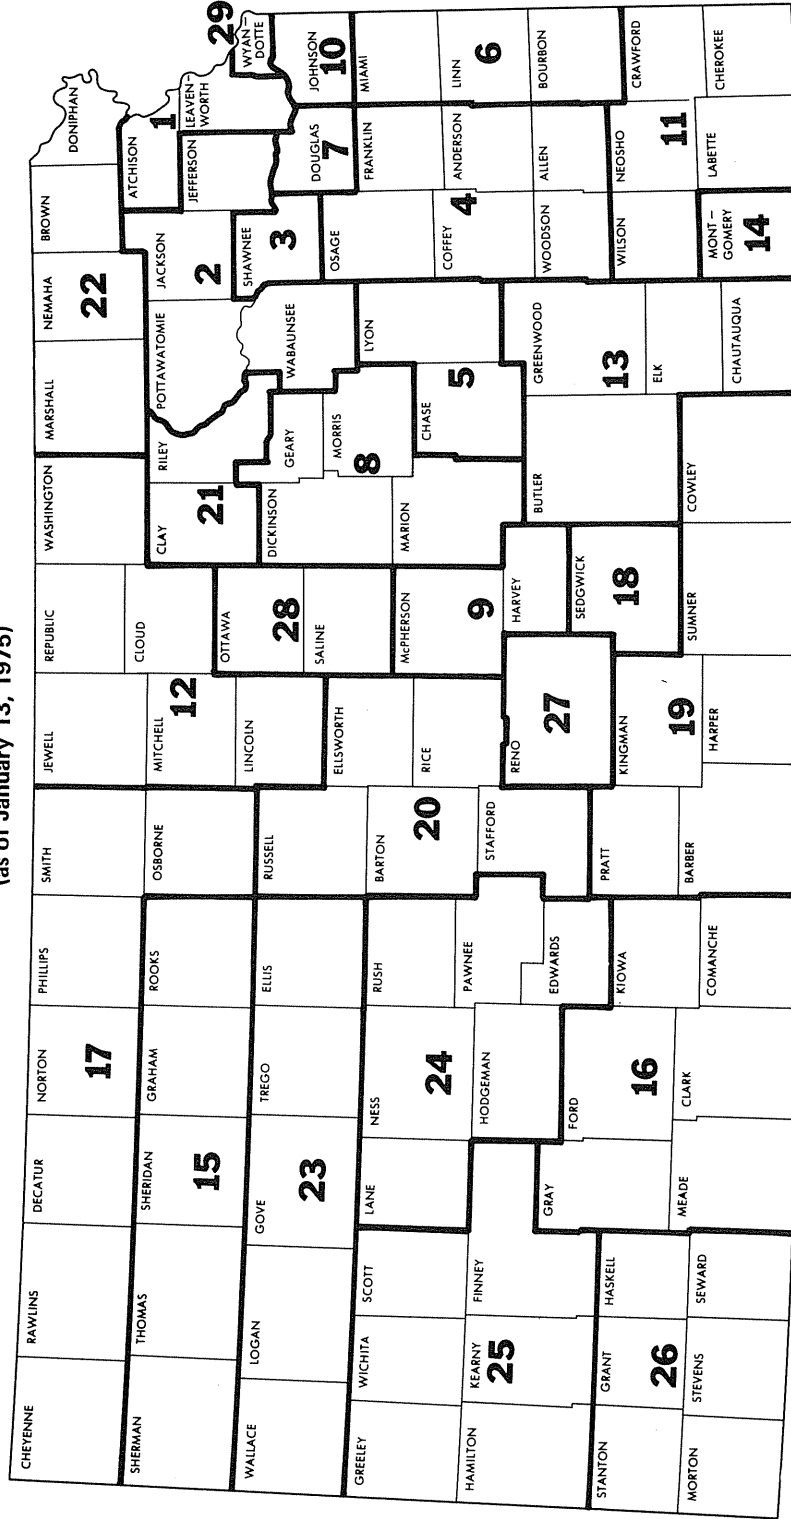 (as of January 13, 1975)
CHEYENNE
RAWLINS
DECATUR
NORTON
17
PHILLIPS
SMITH
JEWELL
REPUBLIC
WASHINGTON
MARSHALL
NEMAHA
22
BROWN
DONIPHAN
SHERMAN
THOMAS
SHERIDAN
15
GRAHAM
ROOKS
OSBORNE
MITCHELL
12
CLOUD
CLAY
21
RILEY
POTTAWATOMIE
JACKSON
2
ATCHISON
1
JEFFERSON
LEAVEN-
WORTH
WYAN-
DOTTE
29
WALLACE
LOGAN
GOVE
23
TREGO
ELLIS
RUSSELL
LINCOLN
OTTAWA
28
SALINE
DICKINSON
GEARY
MORRIS
8
WABAUNSEE
SHAWNEE
3
DOUGLAS
7
JOHNSON
10
GREELEY
WICHITA
SCOTT
LANE
NESS
24
RUSH
BARTON
20
ELLSWORTH
RICE
McPHERSON
9
MARION
CHASE
5
LYON
OSAGE
COFFEY
4
FRANKLIN
ANDERSON
MIAMI
LINN
6
HAMILTON
KEARNY
25
FINNEY
HODGEMAN
PAWNEE
EDWARDS
STAFFORD
RENO
27
HARVEY
SEDGWICK
18
BUTLER
GREENWOOD
13
WOODSON
ALLEN
BOURBON
STANTON
GRANT
26
HASKELL
GRAY
FORD
16
KIOWA
PRATT
KINGMAN
19
ELK
WILSON
NEOSHO
11
CRAWFORD
MORTON
STEVENS
SEWARD
MEADE
CLARK
COMANCHE
BARBER
HARPER
SUMNER
COWLEY
CHAUTAUQUA
MONT-
GOMERY
14
LABETTE
CHEROKEE